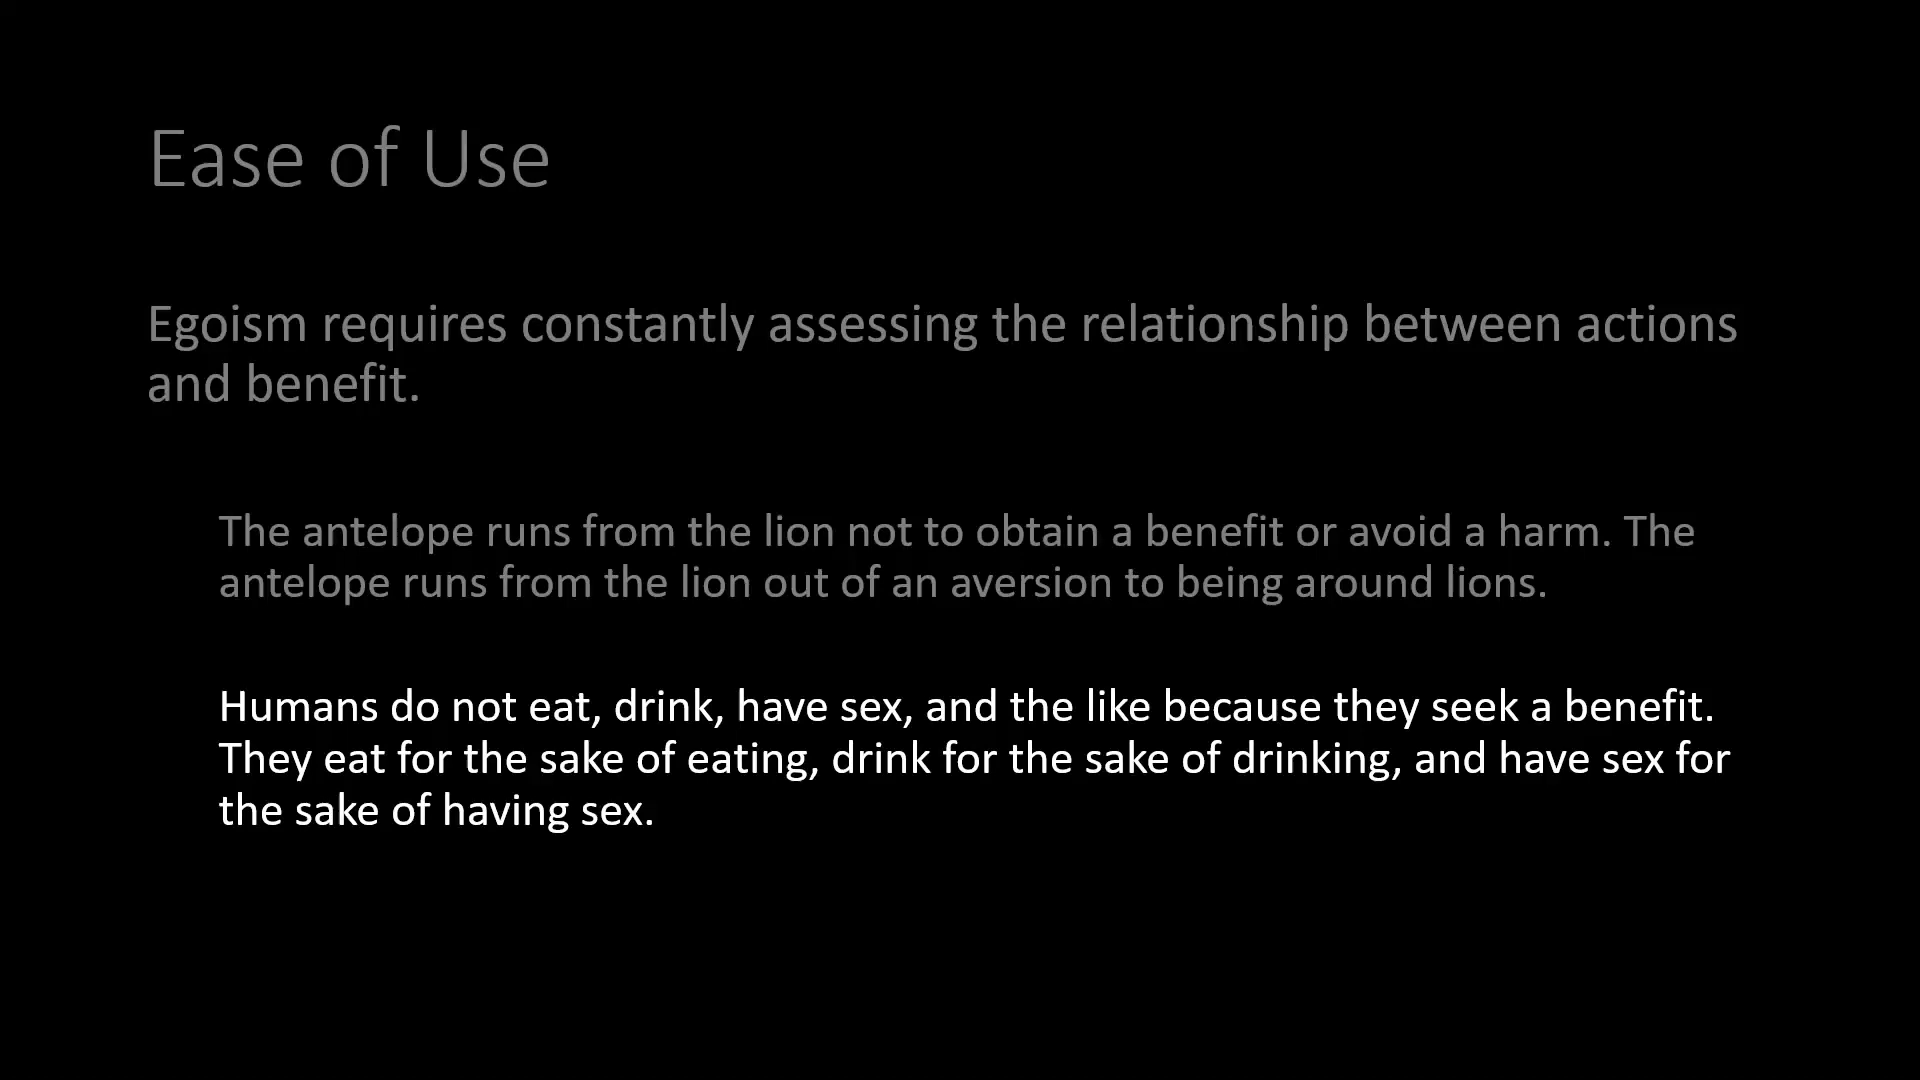 Ease of Use
Egoism requires constantly assessing the relationship between actions
and benefit.
The antelope runs from the lion not to obtain a benefit or avoid a harm. The
antelope runs from the lion out of an aversion to being around lions.
Humans do not eat, drink, have sex, and the like because they seek a benefit.
They eat for the sake of eating, drink for the sake of drinking, and have sex for
the sake of having sex.